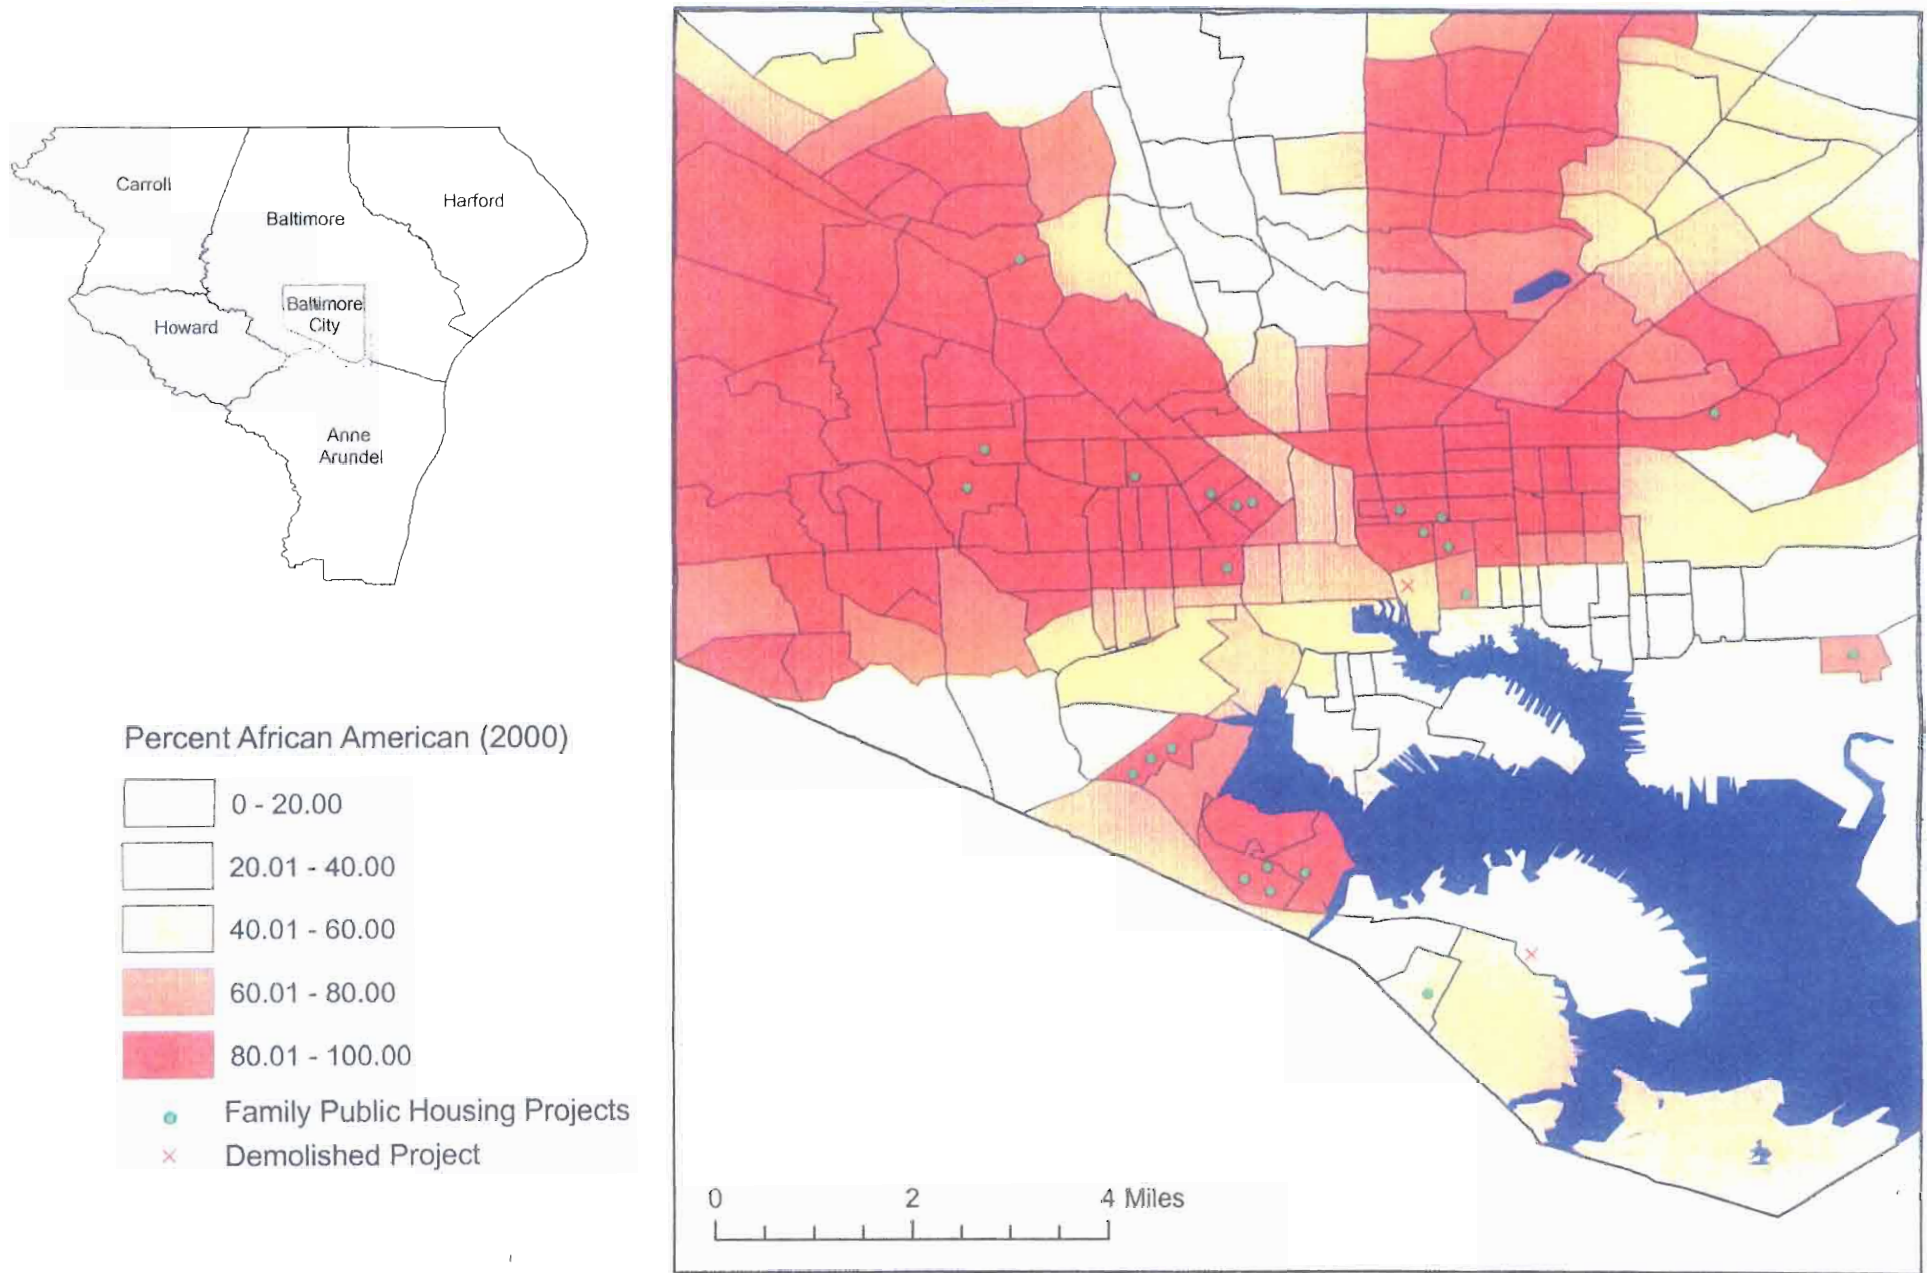 Carroll
Harford
Baltimore
Baltimore
City
Howard
Anne
Arundel
Percent African American (2000)
0 - 20.00
20.01 - 40.00
40.01 - 60.00
60.01 - 80.00
80.01 - 100.00
Family Public Housing Projects
Demolished Project
0 2 4 Miles